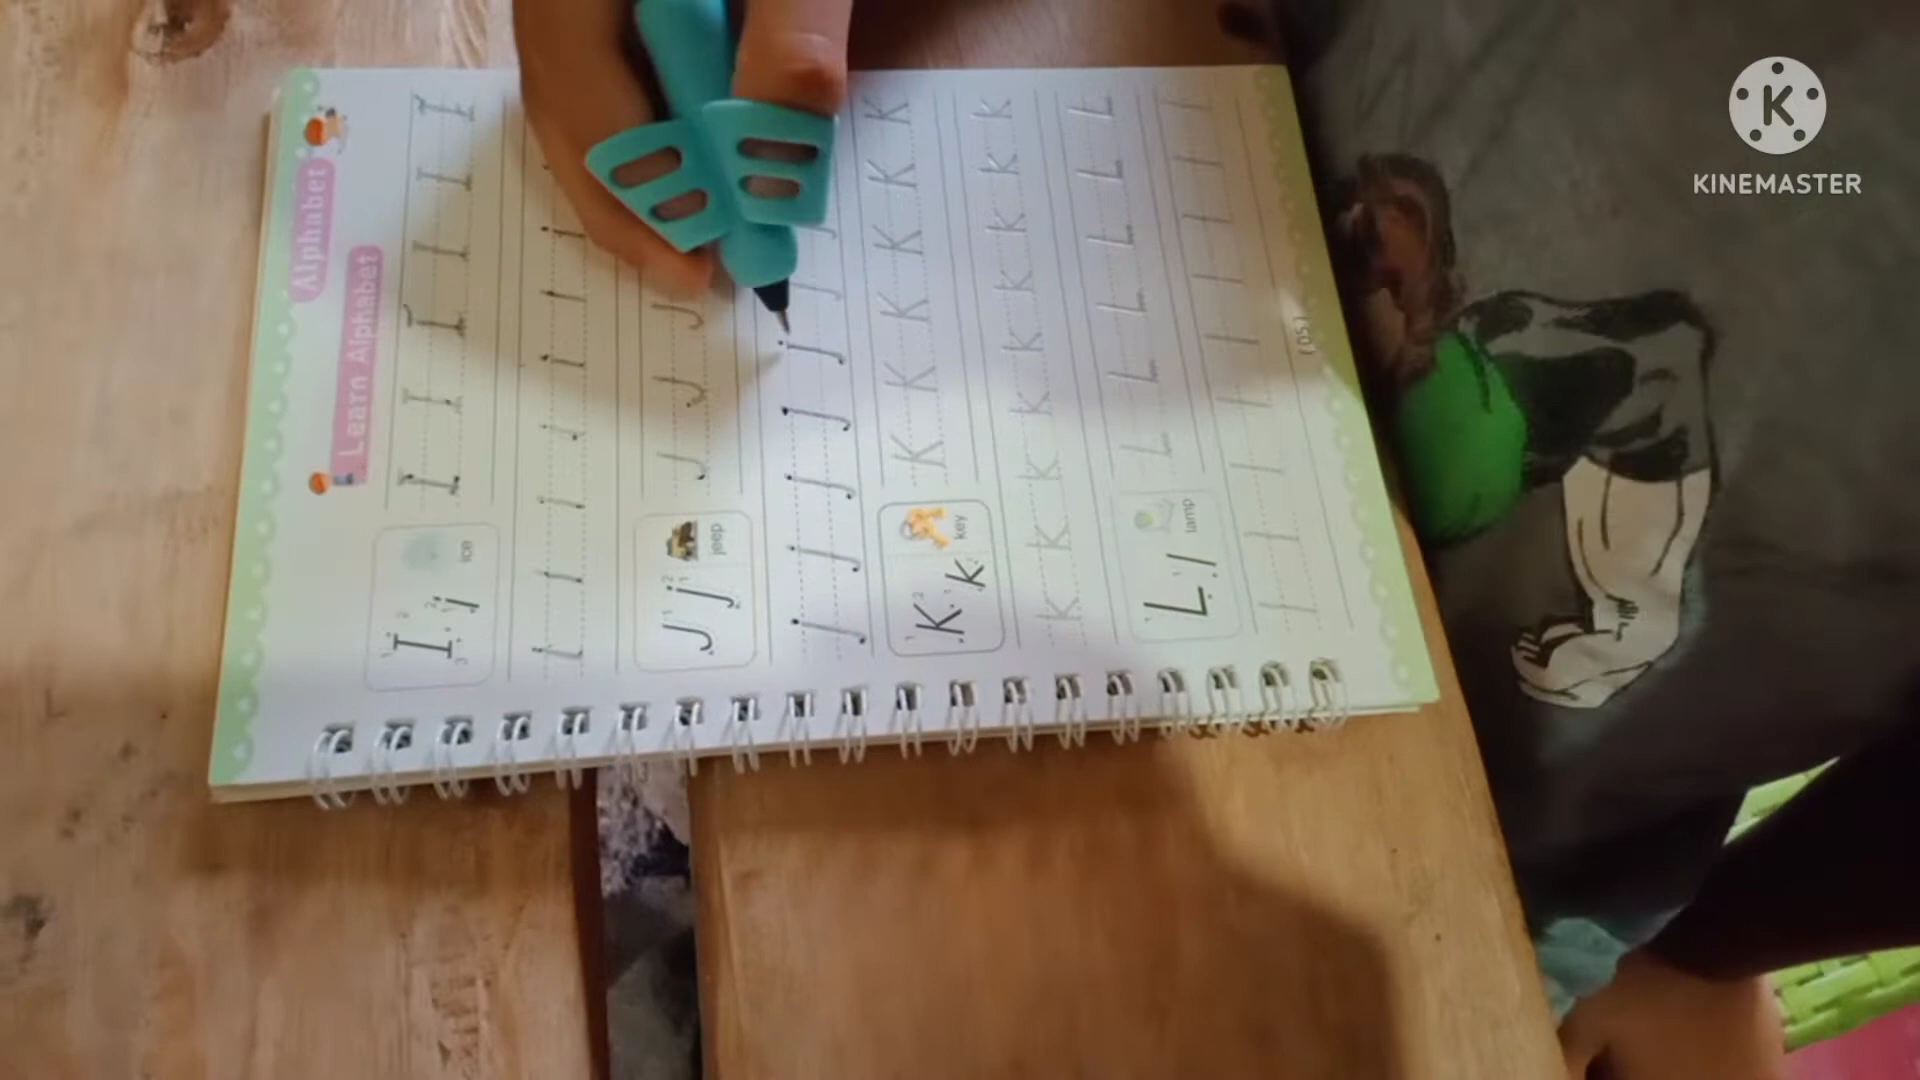 Alphabet
Learn Alphabet
I i ice I I I I I I
i i i i i i i
J j jeep J J J
j j j j j j j
K k key K K K K K K
k k k k k k k k
L l lamp L L L L L L
l l l l l l l l
[05]
K
KINEMASTER